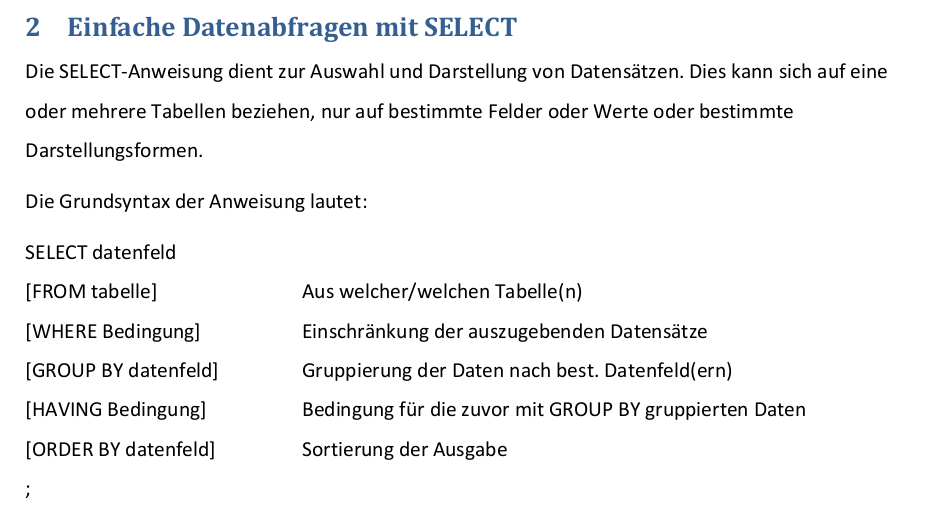 2 Einfache Datenabfragen mit SELECT
Die SELECT-Anweisung dient zur Auswahl und Darstellung von Datensätzen. Dies kann sich auf eine
oder mehrere Tabellen beziehen, nur auf bestimmte Felder oder Werte oder bestimmte
Darstellungsformen.
Die Grundsyntax der Anweisung lautet:
SELECT datenfeld
[FROM tabelle] Aus welcher/welchen Tabelle(n)
[WHERE Bedingung] Einschränkung der auszugebenden Datensätze
[GROUP BY datenfeld] Gruppierung der Daten nach best. Datenfeld(ern)
[HAVING Bedingung] Bedingung für die zuvor mit GROUP BY gruppierten Daten
[ORDER BY datenfeld] Sortierung der Ausgabe
;